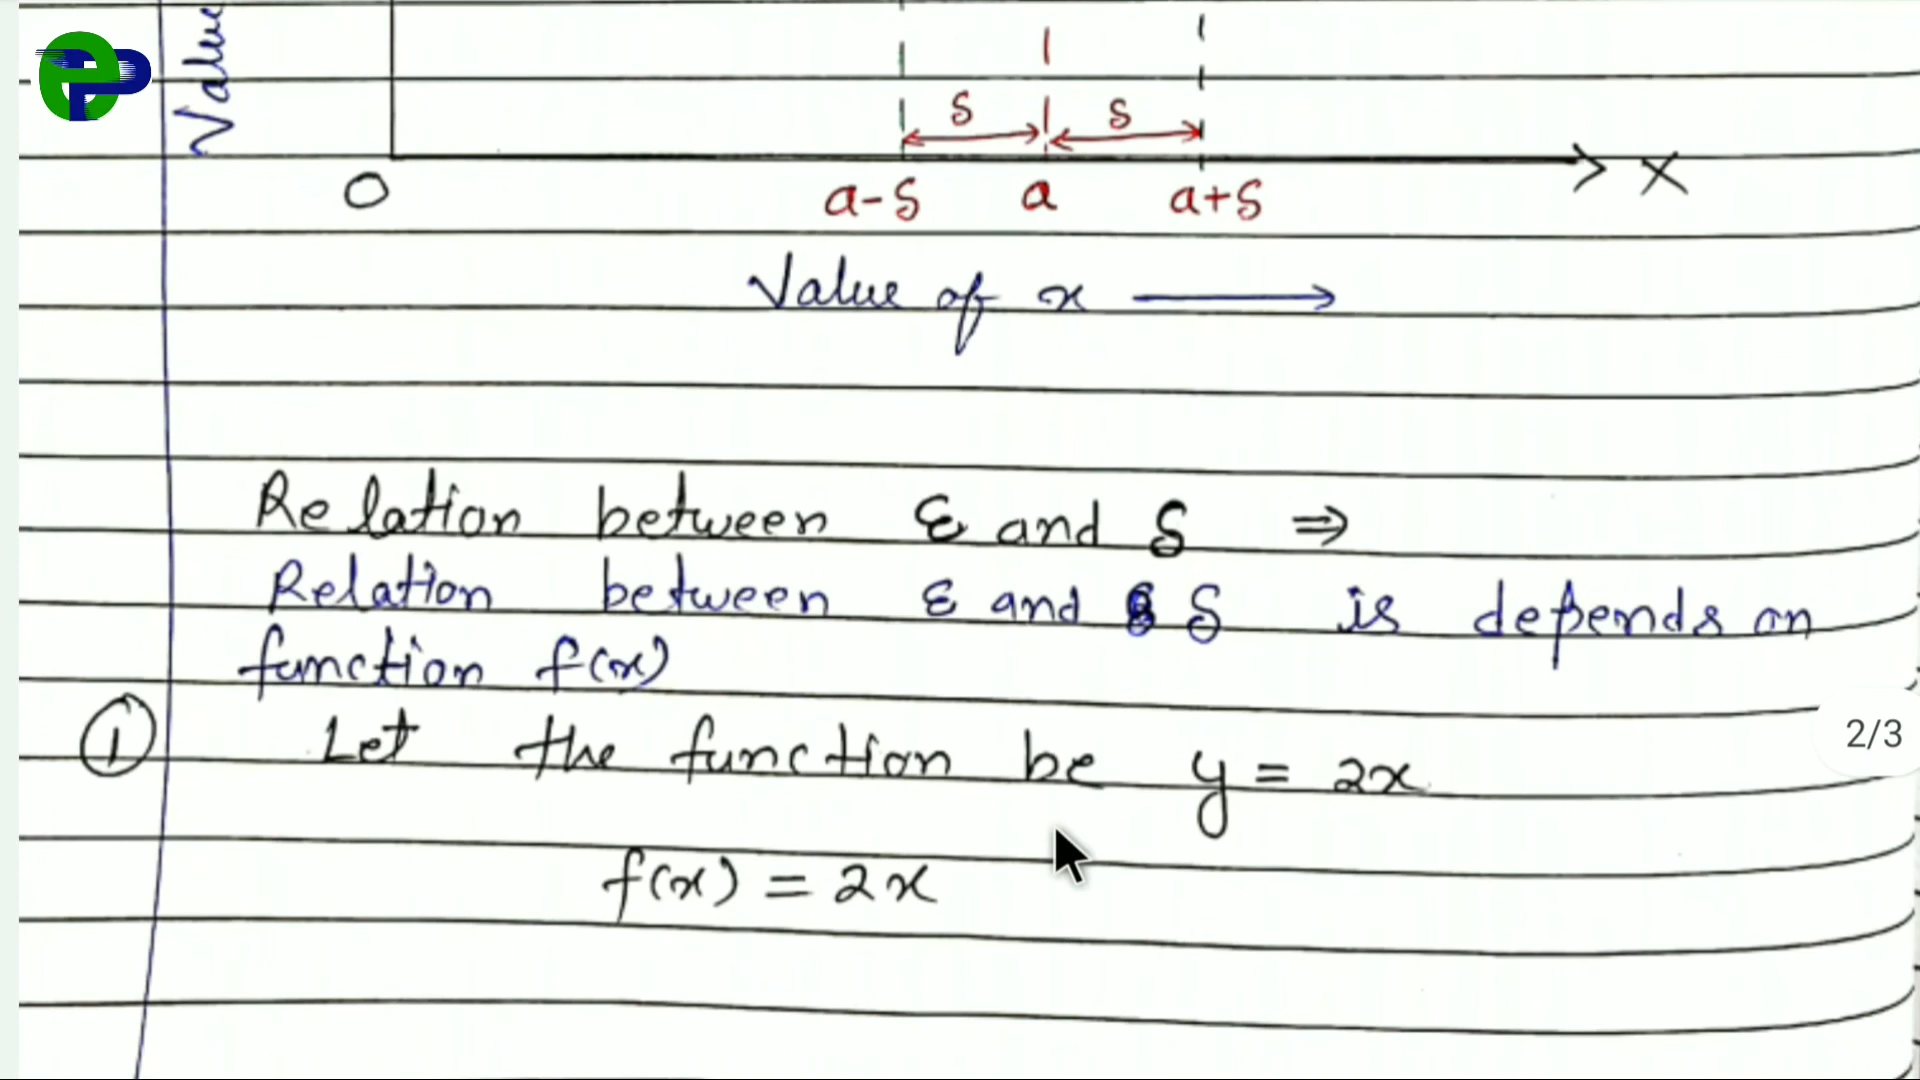 Value
eP
δ δ
O a-δ a a+δ X
Value of x →
Relation between ε and δ ⇒
Relation between ε and δ is depends on
function f(x)
① Let the function be y = 2x
2/3
f(x) = 2x